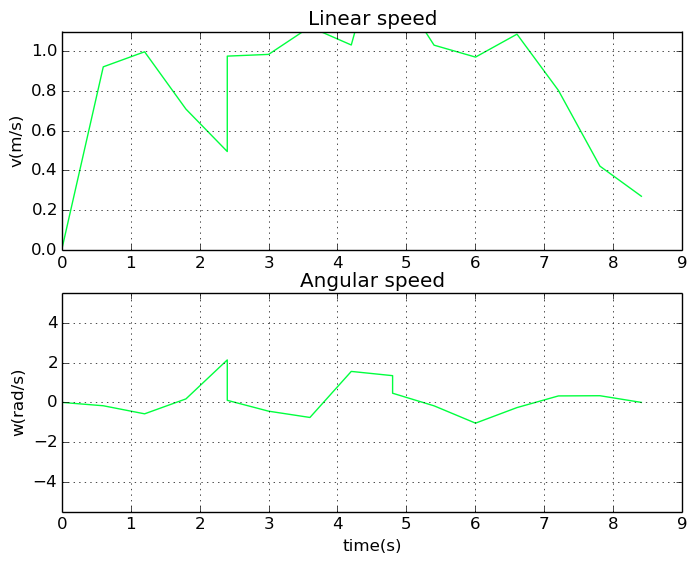 Linear speed
1.0
0.8
0.6
0.4
0.2
0.0
v(m/s)
0 1 2 3 4 5 6 7 8 9
Angular speed
4
2
0
−2
−4
w(rad/s)
0 1 2 3 4 5 6 7 8 9
time(s)